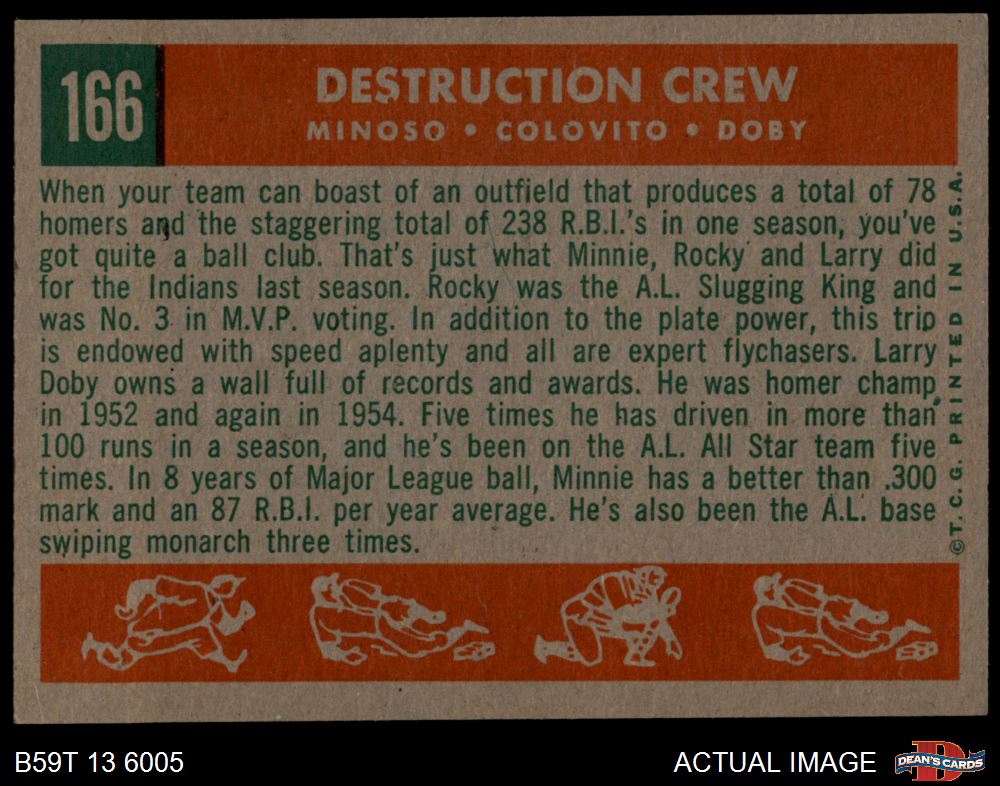 166
DESTRUCTION CREW
MINOSO • COLOVITO • DOBY
When your team can boast of an outfield that produces a total of 78
homers and the staggering total of 238 R.B.I.'s in one season, you've
got quite a ball club. That's just what Minnie, Rocky and Larry did
for the Indians last season. Rocky was the A.L. Slugging King and
was No. 3 in M.V.P. voting. In addition to the plate power, this trio
is endowed with speed aplenty and all are expert flychasers. Larry
Doby owns a wall full of records and awards. He was homer champ
in 1952 and again in 1954. Five times he has driven in more than
100 runs in a season, and he's been on the A.L. All Star team five
times. In 8 years of Major League ball, Minnie has a better than .300
mark and an 87 R.B.I. per year average. He's also been the A.L. base
swiping monarch three times.
©T. C. G. PRINTED IN U.S.A.
B59T 13 6005
ACTUAL IMAGE
D
DEAN'S CARDS